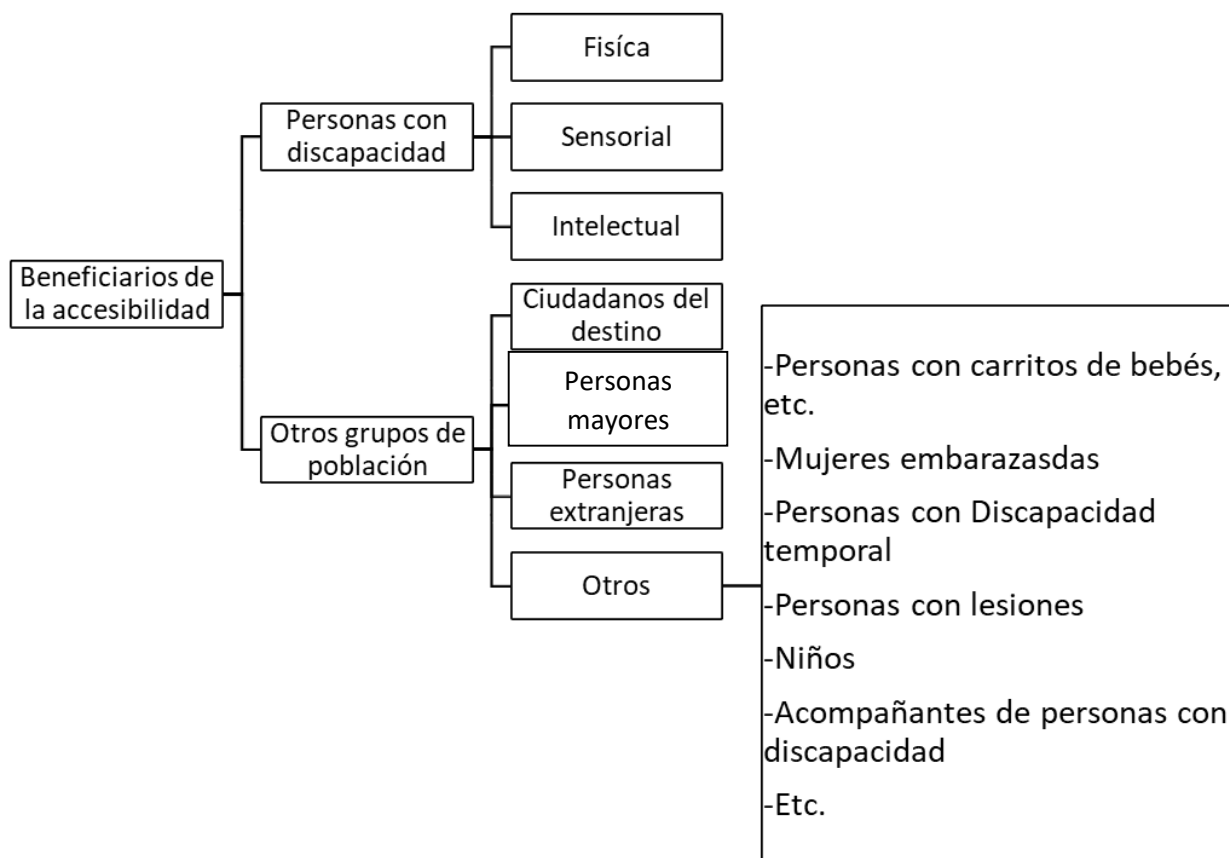 Fisíca
Personas con
discapacidad
Sensorial
Intelectual
Beneficiarios de
la accesibilidad
Ciudadanos del
destino
Personas
mayores
Otros grupos de
población
Personas
extranjeras
Otros
-Personas con carritos de bebés,
etc.
-Mujeres embarazasdas
-Personas con Discapacidad
temporal
-Personas con lesiones
-Niños
-Acompañantes de personas con
discapacidad
-Etc.